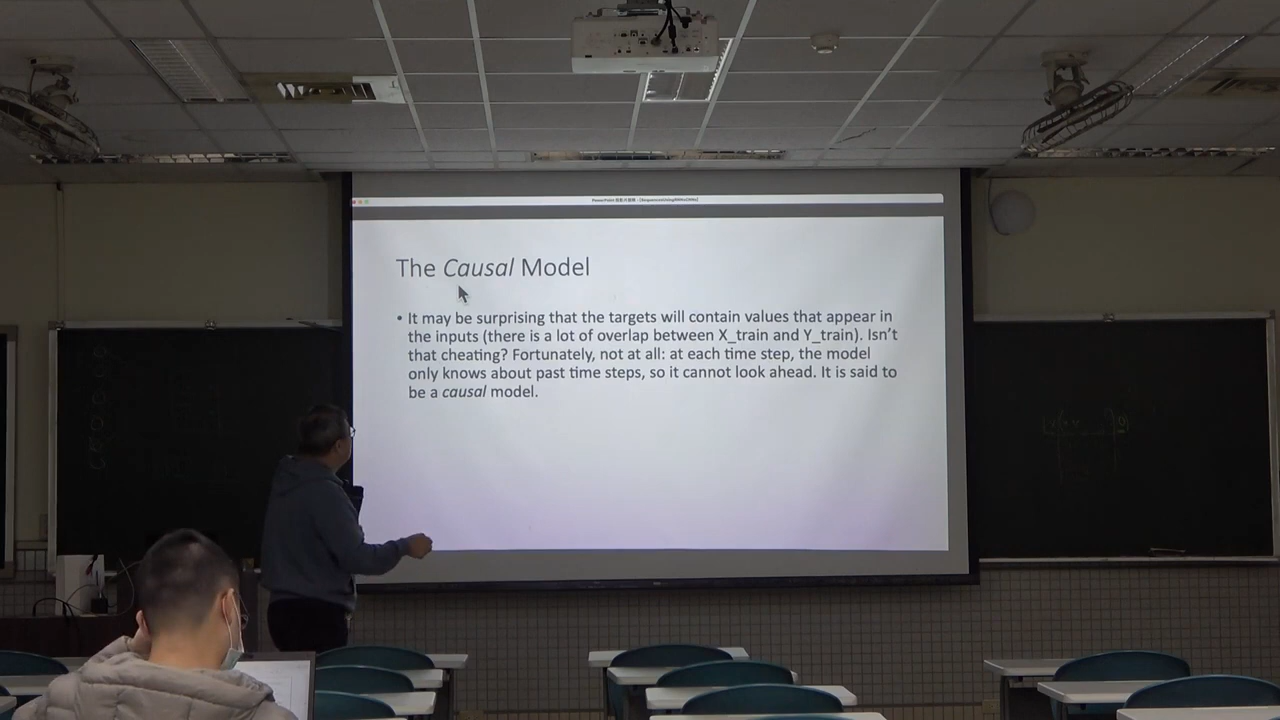 The Causal Model
• It may be surprising that the targets will contain values that appear in
the inputs (there is a lot of overlap between X_train and Y_train). Isn't
that cheating? Fortunately, not at all: at each time step, the model
only knows about past time steps, so it cannot look ahead. It is said to
be a causal model.